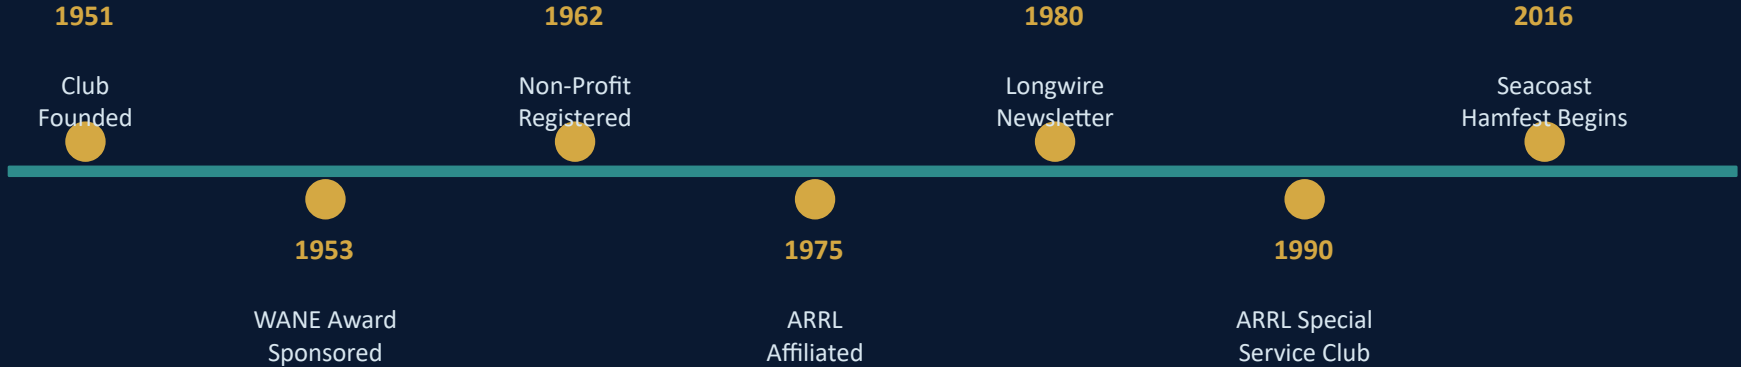 1951
Club
Founded
1953
WANE Award
Sponsored
1962
Non-Profit
Registered
1975
ARRL
Affiliated
1980
Longwire
Newsletter
1990
ARRL Special
Service Club
2016
Seacoast
Hamfest Begins